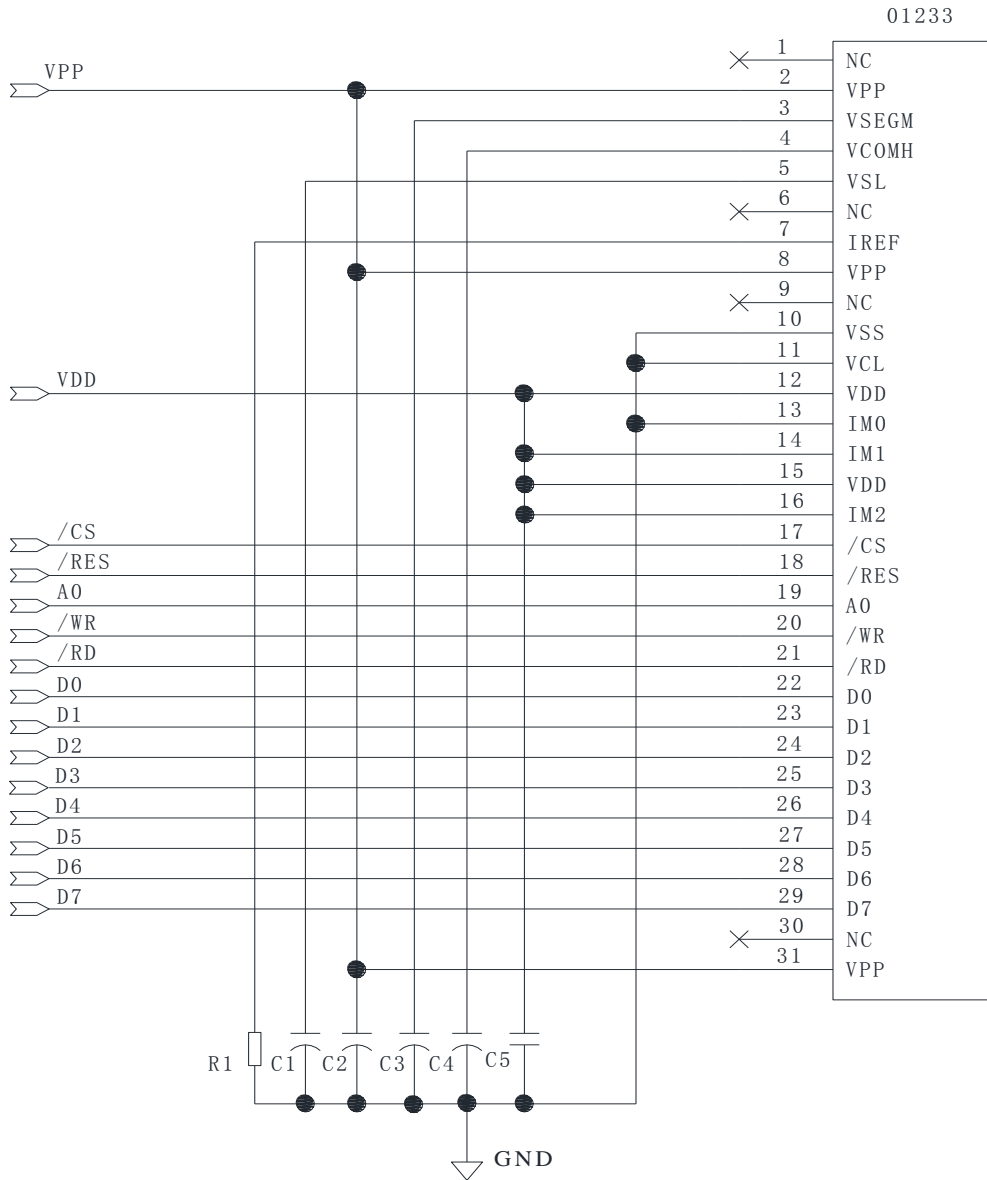 01233
1
NC
VPP
2
VPP
3
VSEGM
4
VCOMH
5
VSL
6
NC
7
IREF
8
VPP
9
NC
10
VSS
11
VCL
VDD
12
VDD
13
IM0
14
IM1
15
VDD
16
IM2
/CS
17
/CS
/RES
18
/RES
A0
19
A0
/WR
20
/WR
/RD
21
/RD
D0
22
D0
D1
23
D1
D2
24
D2
D3
25
D3
D4
26
D4
D5
27
D5
D6
28
D6
D7
29
D7
30
NC
31
VPP
R1
C1
C2
C3
C4
C5
GND